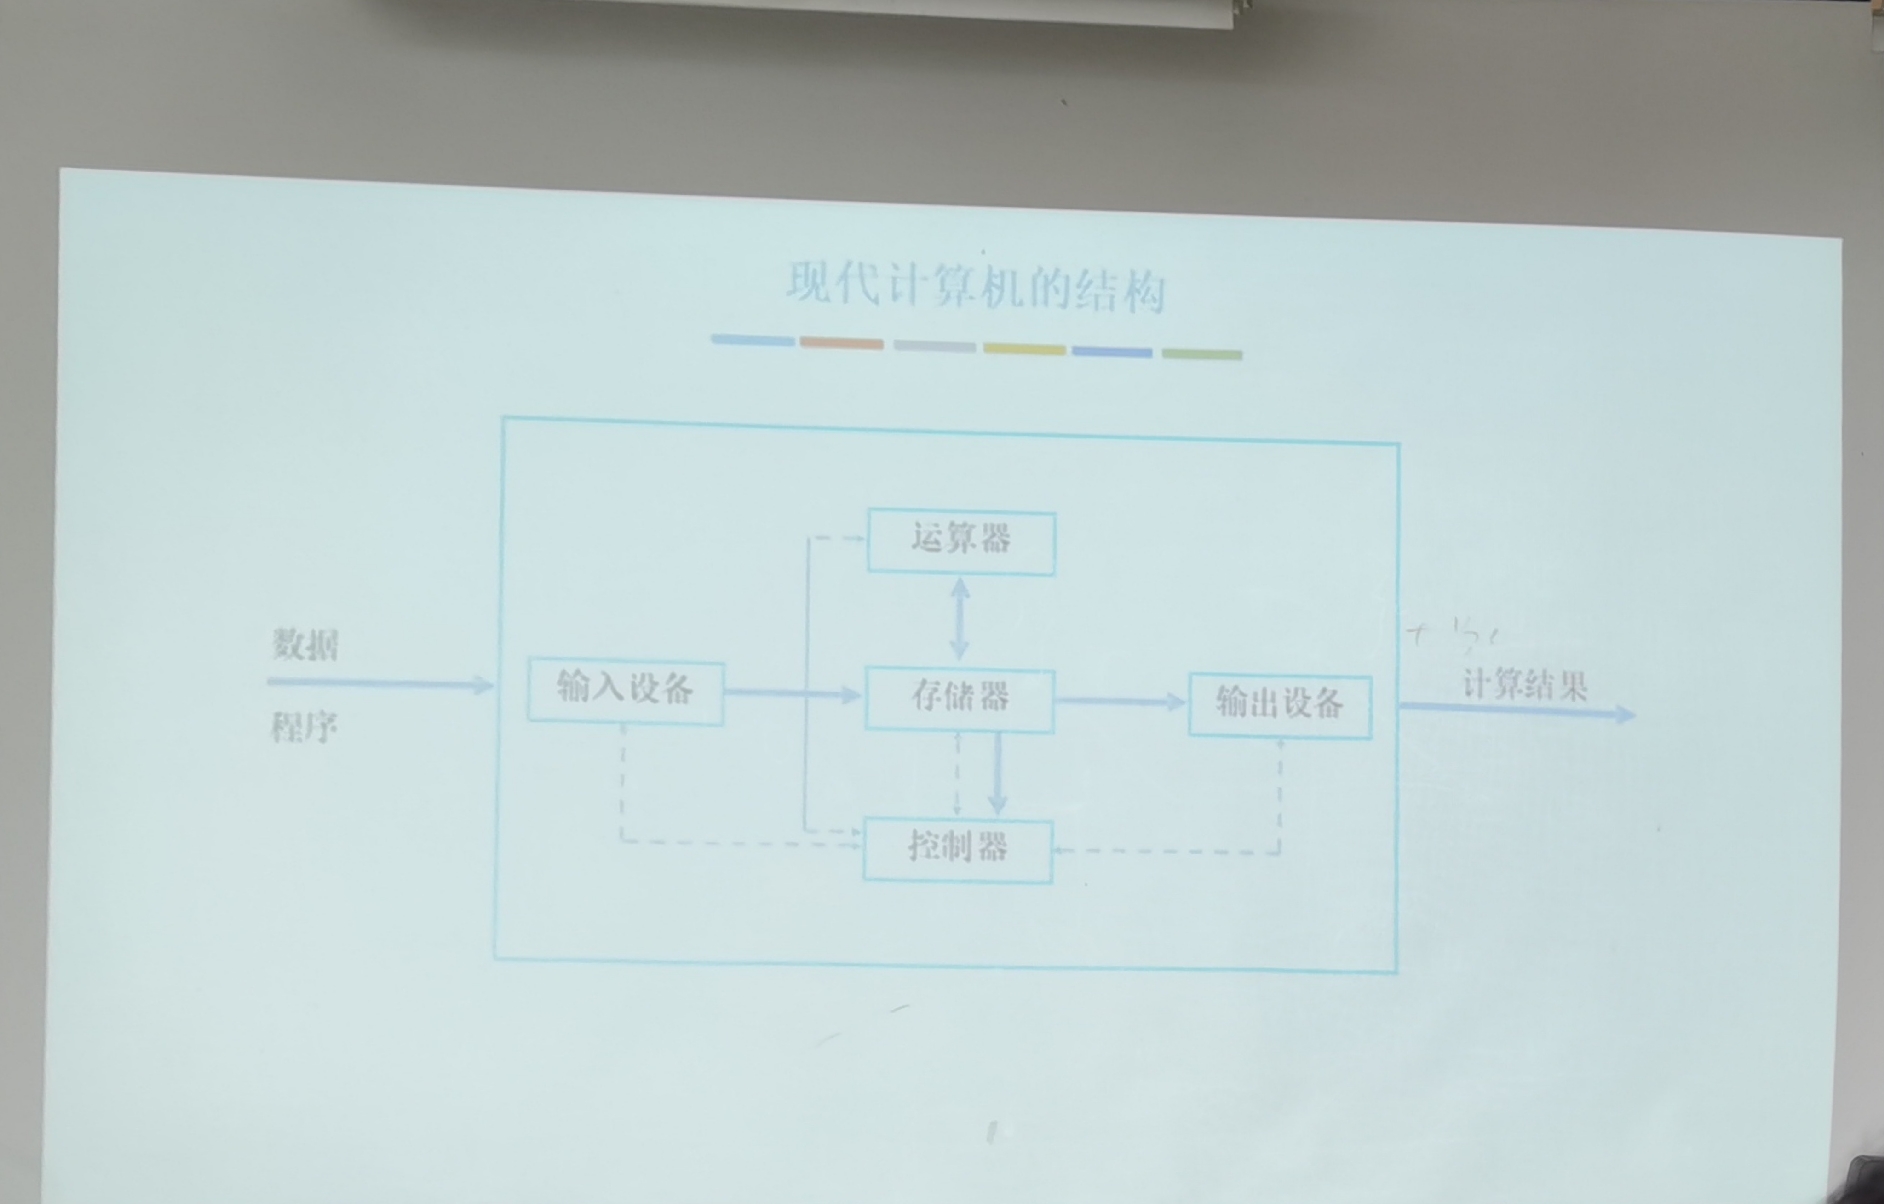 现代计算机的结构
运算器
数据
程序
输入设备
存储器
输出设备
计算结果
控制器